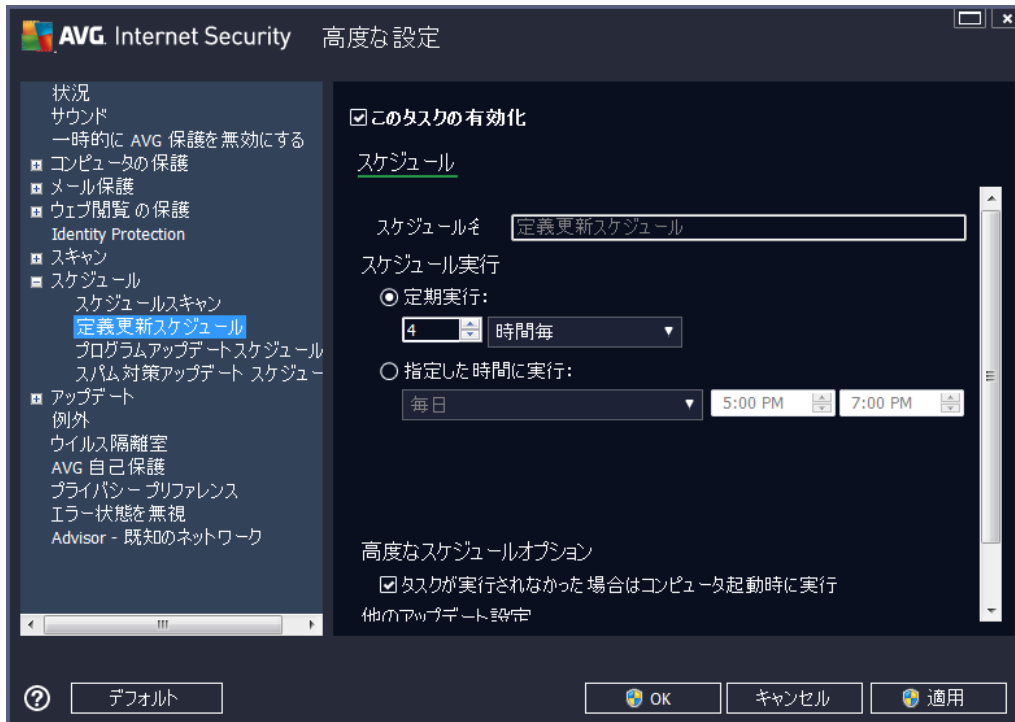 AVG Internet Security 高度な設定
状況
サウンド
一時的に AVG 保護を無効にする
コンピュータの保護
メール保護
ウェブ閲覧 の保護
Identity Protection
スキャン
スケジュール
スケジュールスキャン
定義更新スケジュール
プログラムアップデートスケジュール
スパム対策アップデート スケジュー
アップデート
例外
ウイルス隔離室
AVG 自己保護
プライバシー プリファレンス
エラー状態を無視
Advisor - 既知のネットワーク
このタスクの有効化
スケジュール
スケジュール名 定義更新スケジュール
スケジュール実行
定期実行:
4 時間毎
指定した時間に実行:
毎日 5:00 PM 7:00 PM
高度なスケジュールオプション
タスクが実行されなかった場合はコンピュータ起動時に実行
他のアップデート設定
デフォルト OK キャンセル 適用